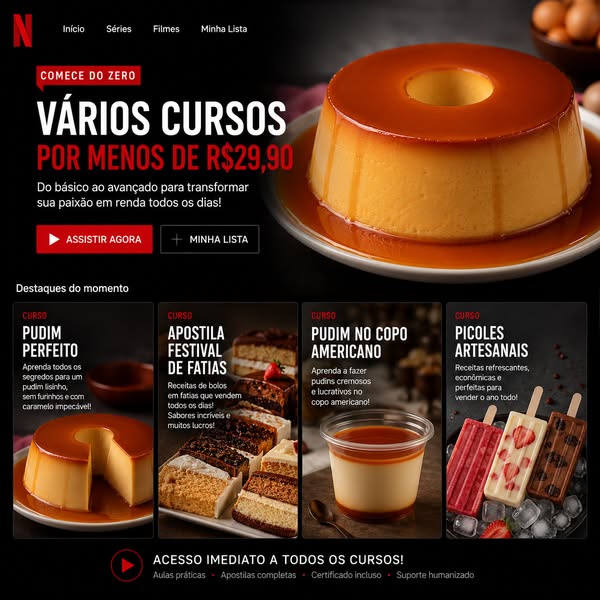 N
Início Séries Filmes Minha Lista
COMECE DO ZERO
VÁRIOS CURSOS
POR MENOS DE R$29,90
Do básico ao avançado para transformar
sua paixão em renda todos os dias!
ASSISTIR AGORA
MINHA LISTA
Destaques do momento
CURSO
PUDIM
PERFEITO
Aprenda todos os
segredos para um
pudim lisinho,
sem furinhos e com
caramelo impecável!
CURSO
APOSTILA
FESTIVAL
DE FATIAS
Receitas de bolos
em fatias que vendem
todos os dias!
Sabores incríveis e
muitos lucros!
CURSO
PUDIM NO COPO
AMERICANO
Aprenda a fazer
pudins cremosos
e lucrativos no
copo americano!
CURSO
PICOLES
ARTESANAIS
Receitas refrescantes,
econômicas e
perfeitas para
vender o ano todo!
ACESSO IMEDIATO A TODOS OS CURSOS!
Aulas práticas • Apostilas completas • Certificado incluso • Suporte humanizado